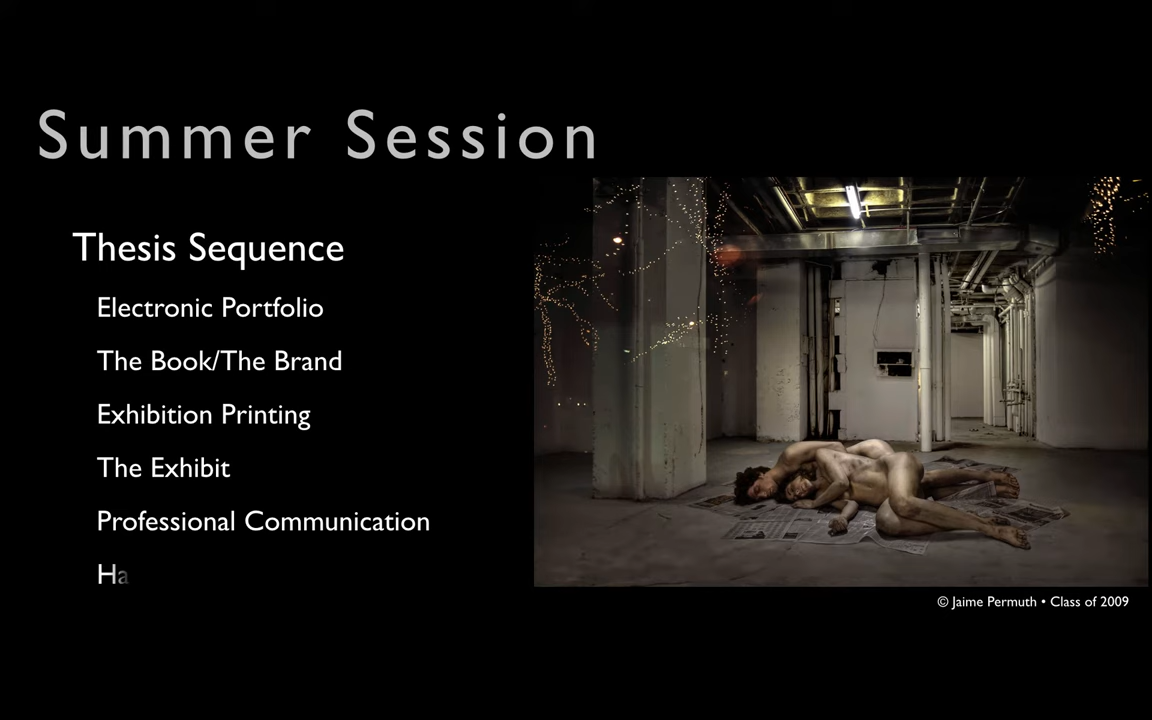 Summer Session
Thesis Sequence
Electronic Portfolio
The Book/The Brand
Exhibition Printing
The Exhibit
Professional Communication
Ha
© Jaime Permuth • Class of 2009